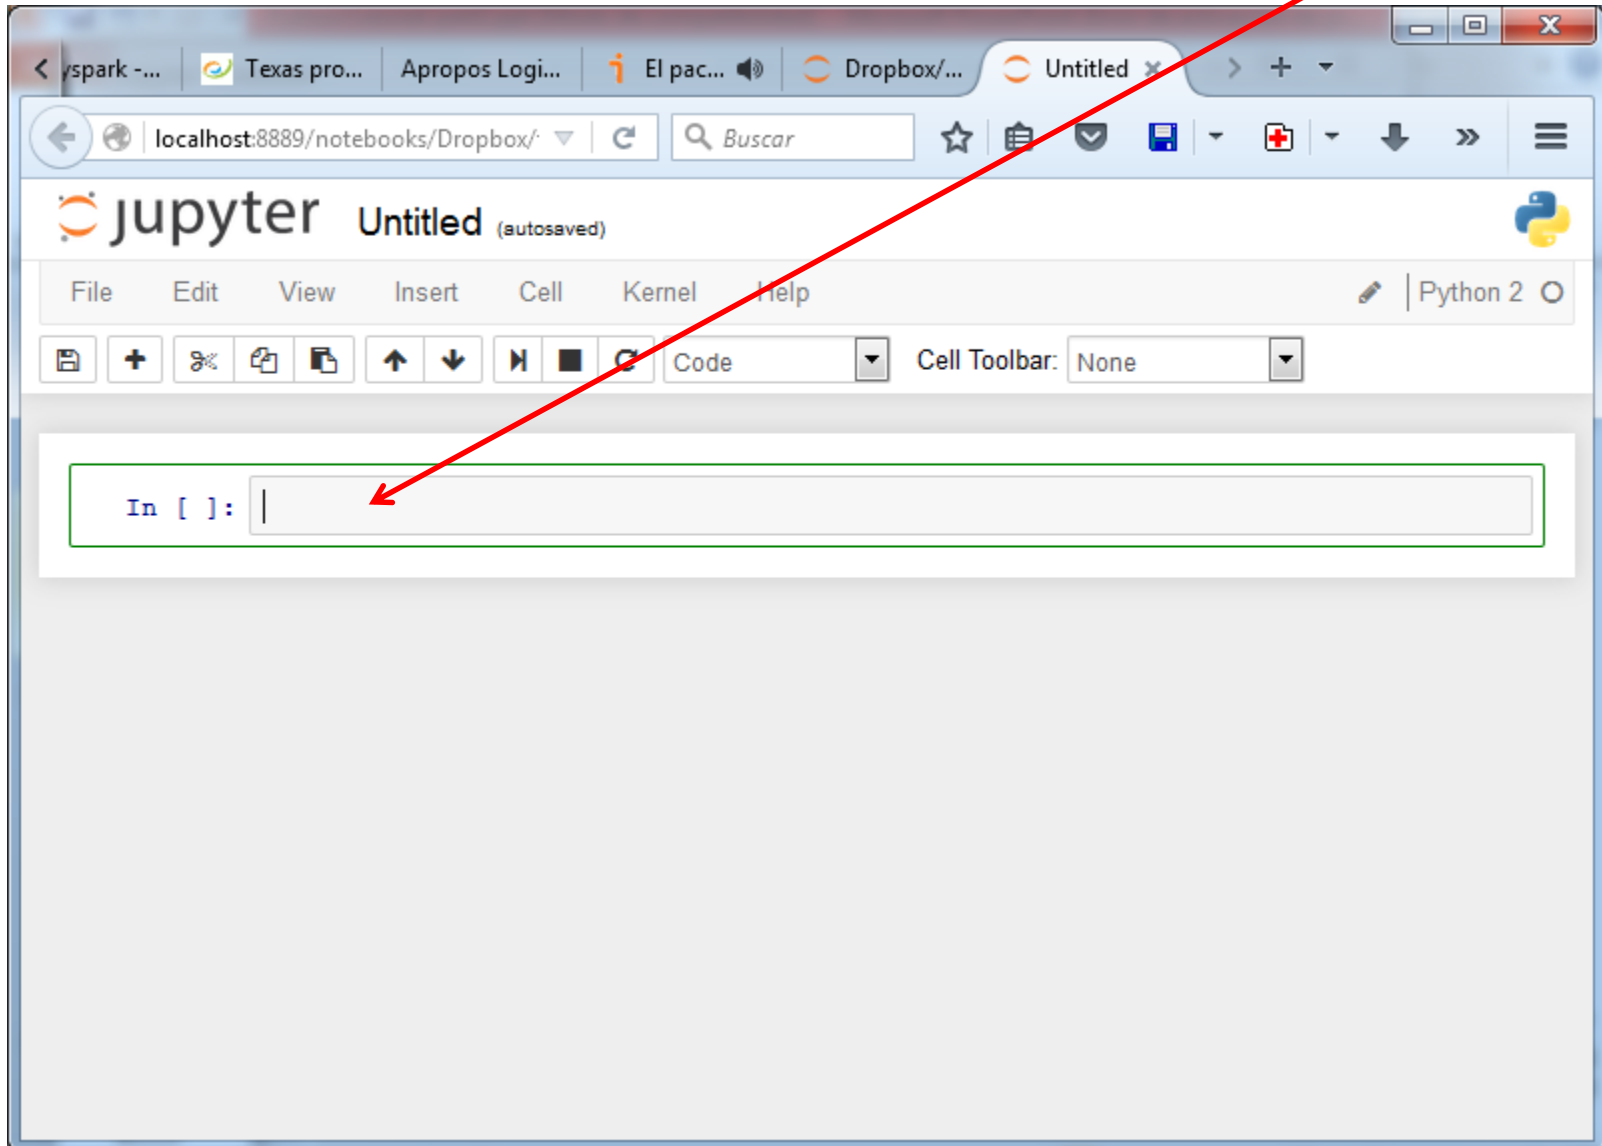 yspark -... Texas pro... Apropos Logi... El pac... Dropbox/... Untitled
localhost:8889/notebooks/Dropbox/ Buscar
jupyter Untitled (autosaved)
File Edit View Insert Cell Kernel Help Python 2
Code Cell Toolbar: None
In [ ]: